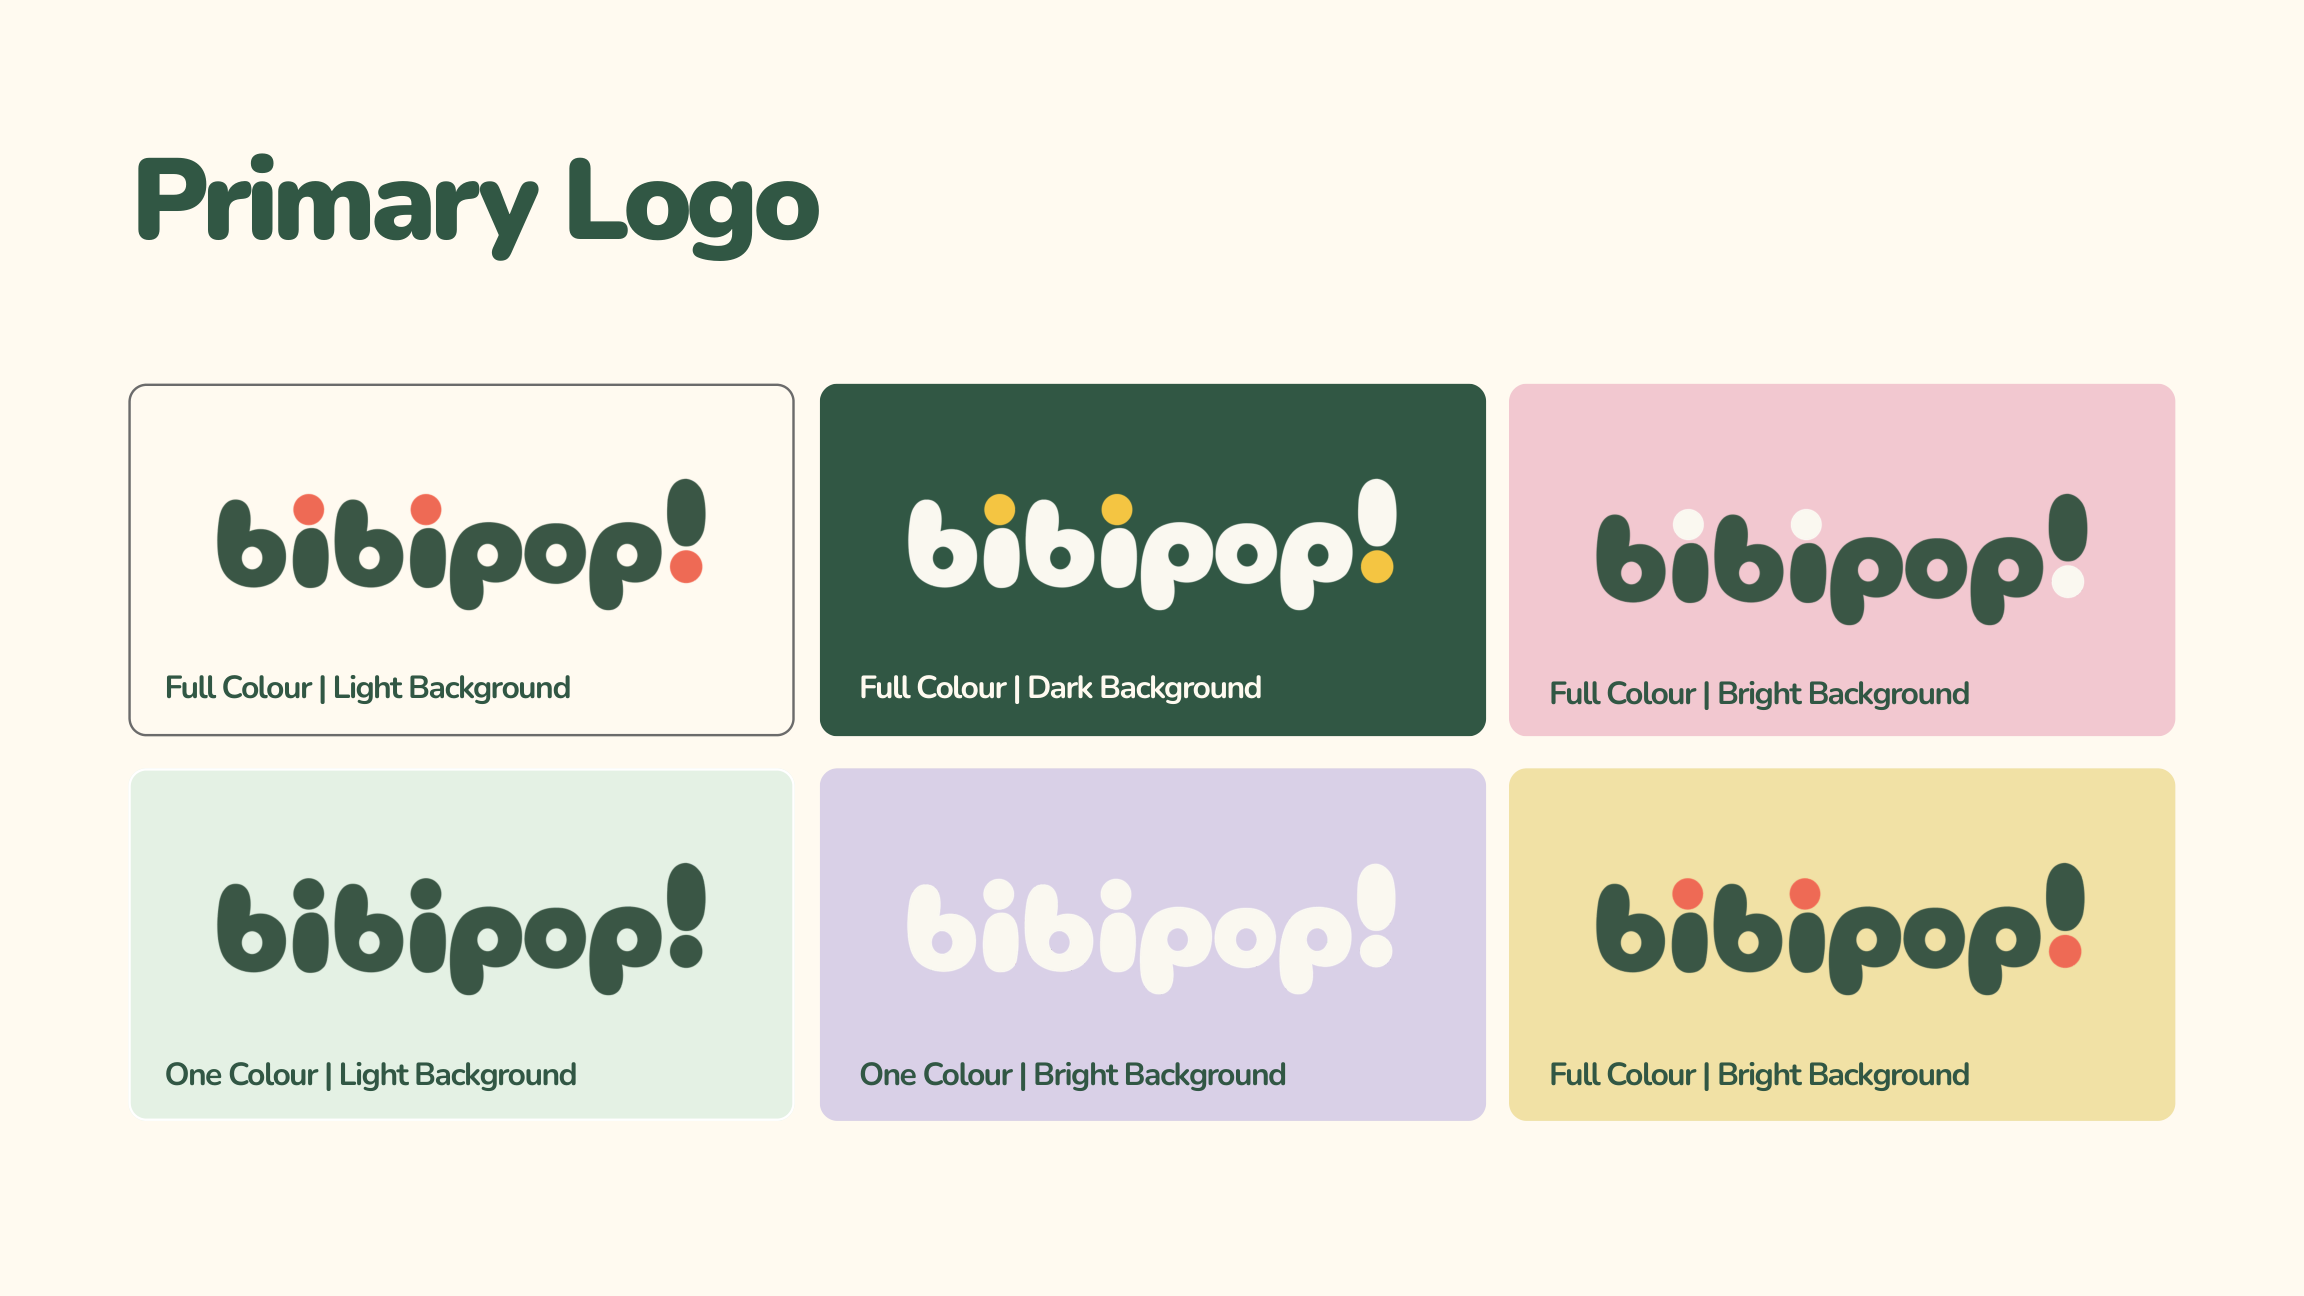 Primary Logo
bibipop!
Full Colour | Light Background
bibipop!
Full Colour | Dark Background
bibipop!
Full Colour | Bright Background
bibipop!
One Colour | Light Background
bibipop!
One Colour | Bright Background
bibipop!
Full Colour | Bright Background